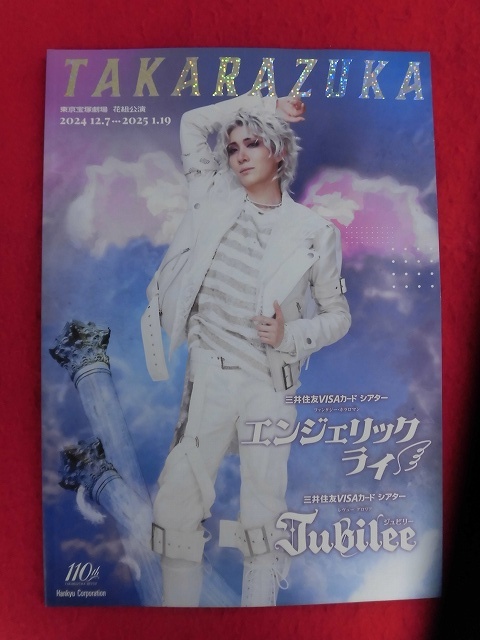 TAKARAZUKA
東京宝塚劇場 花組公演
2024 12.7…2025 1.19
三井住友VISAカード シアター
エンジェリック
ライ
三井住友VISAカード シアター
ジュビリー
Jubilee
110th
Hankyu Corporation